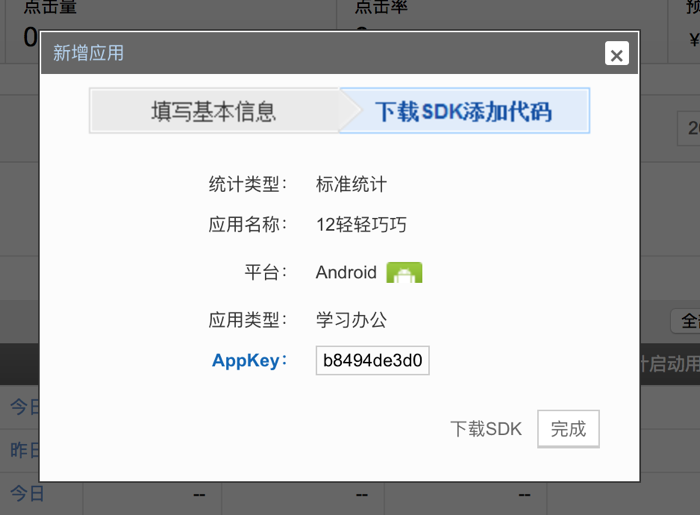 点击量
点击率
预
0
¥
新增应用
填写基本信息
下载SDK添加代码
20
统计类型：
标准统计
应用名称：
12轻轻巧巧
平台：
Android
应用类型：
学习办公
全部
AppKey：
b8494de3d0
计启动用
今日
下载SDK
完成
昨日
今日
--
--
--